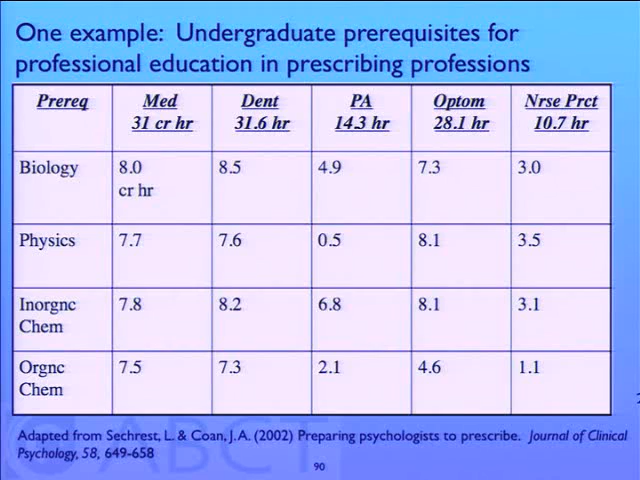 One example: Undergraduate prerequisites for
professional education in prescribing professions
Prereq Med Dent PA Optom Nrse Prct
31 cr hr 31.6 hr 14.3 hr 28.1 hr 10.7 hr
Biology 8.0 8.5 4.9 7.3 3.0
cr hr
Physics 7.7 7.6 0.5 8.1 3.5
Inorgnc 7.8 8.2 6.8 8.1 3.1
Chem
Orgnc 7.5 7.3 2.1 4.6 1.1
Chem
Adapted from Sechrest, L. & Coan, J.A. (2002) Preparing psychologists to prescribe. Journal of Clinical
Psychology, 58, 649-658
ABCT
90